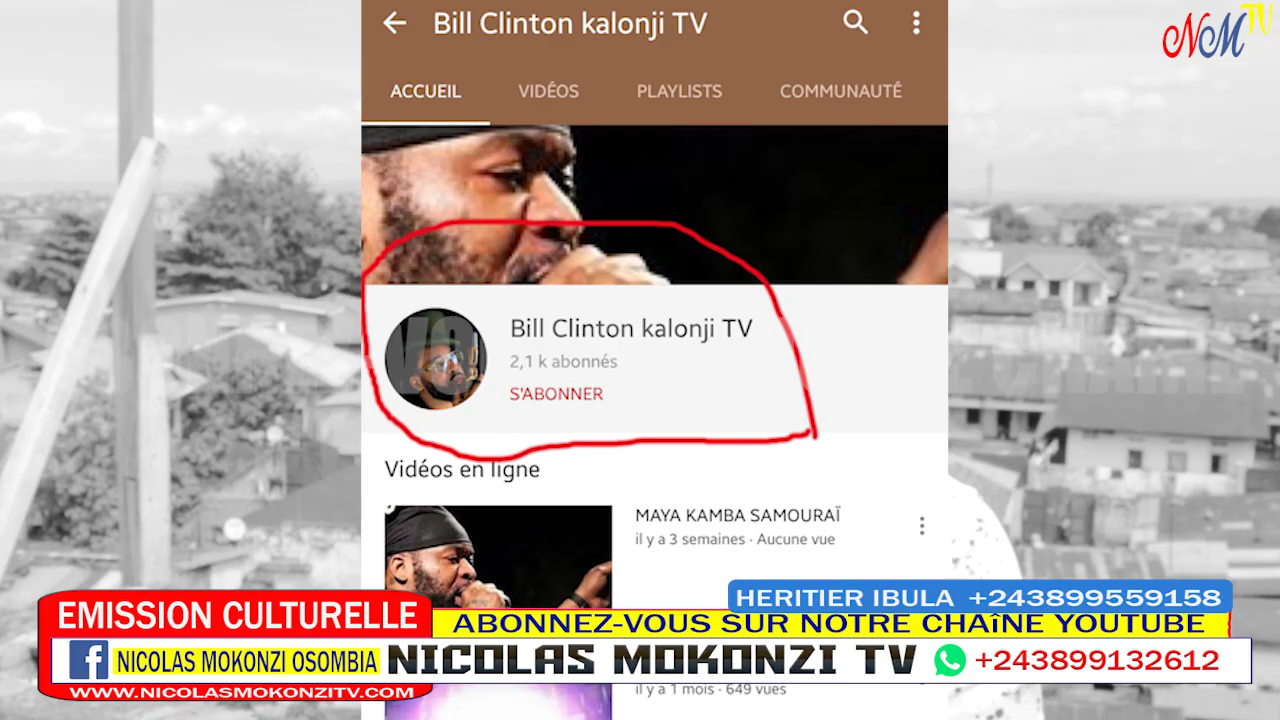 Bill Clinton kalonji TV
NM TV
ACCUEIL
VIDÉOS
PLAYLISTS
COMMUNAUTÉ
Bill Clinton kalonji TV
2,1 k abonnés
S'ABONNER
Vidéos en ligne
MAYA KAMBA SAMOURAÏ
il y a 3 semaines · Aucune vue
HERITIER IBULA +243899559158
EMISSION CULTURELLE
ABONNEZ-VOUS SUR NOTRE CHAîNE YOUTUBE
f NICOLAS MOKONZI OSOMBIA
NICOLAS MOKONZI TV
+243899132612
WWW.NICOLASMOKONZITV.COM
il y a 1 mois · 649 vues